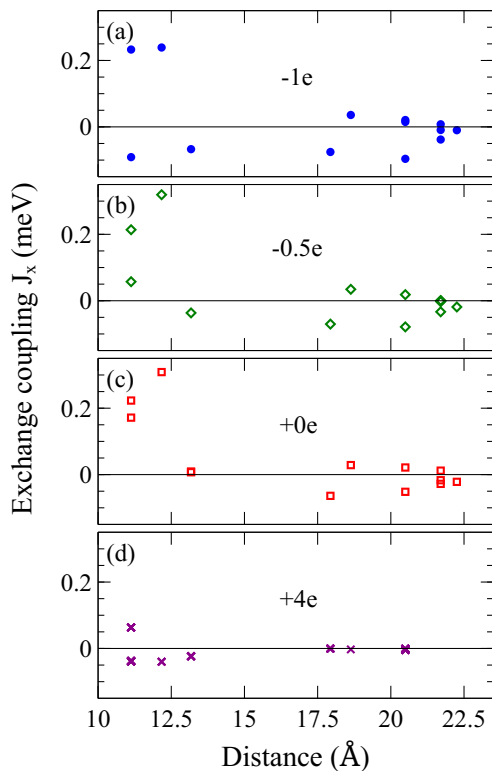 (a)
0.2
-1e
0
(b)
0.2
-0.5e
0
Exchange coupling J_x (meV)
(c)
0.2
+0e
0
(d)
0.2
+4e
0
10 12.5 15 17.5 20 22.5
Distance (Å)